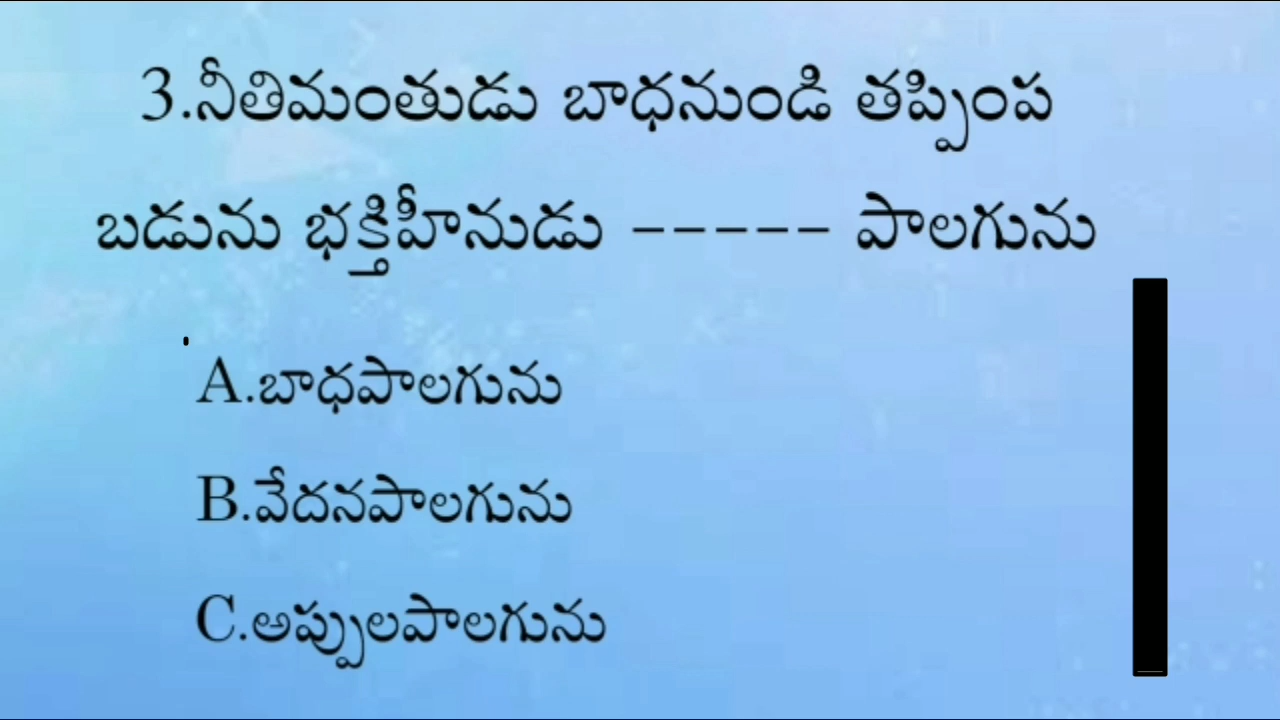 3.నీతిమంతుడు బాధనుండి తప్పింప
బడును భక్తిహీనుడు ----- పాలగును
A.బాధపాలగును
B.వేదనపాలగును
C.అప్పులపాలగును